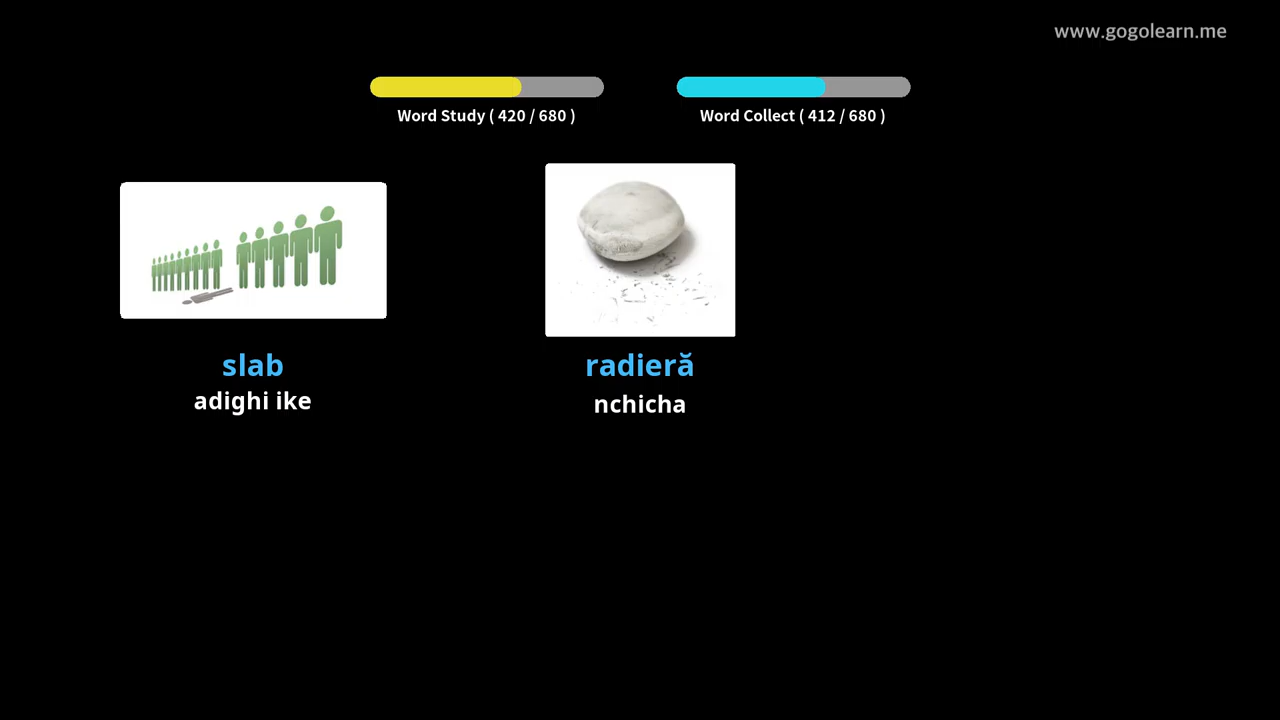 www.gogolearn.me
Word Study ( 420 / 680 )
Word Collect ( 412 / 680 )
slab
adighi ike
radieră
nchicha